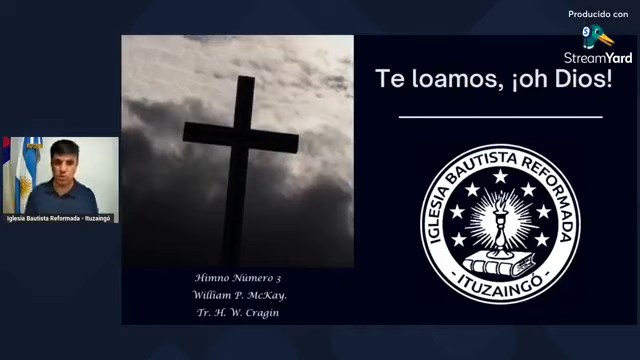 Producido con
StreamYard
Te loamos, ¡oh Dios!
IGLESIA BAUTISTA REFORMADA
- ITUZAINGÓ -
Iglesia Bautista Reformada - Ituzaingó
Himno Número 3
William P. McKay.
Tr. H. W. Cragin